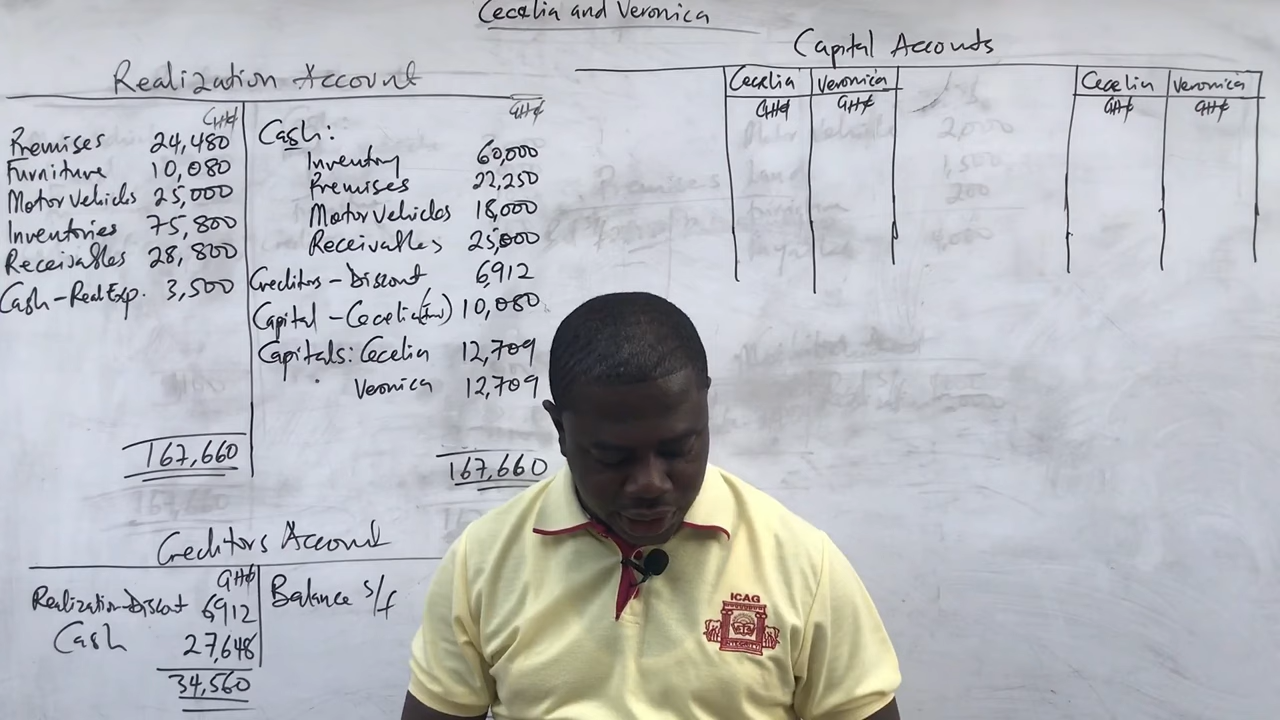 Cecelia and Veronica
Realization Account
GH¢ GH¢
Premises 24,480 Cash:
Furniture 10,080 Inventory 60,000
Motor Vehicles 25,000 Premises 22,250
Inventories 75,800 Motor Vehicles 18,000
Receivables 28,800 Receivables 25,000
Cash-Real Exp. 3,500 Creditors - Discount 6,912
Capital - Cecelia 10,080
Capitals: Cecelia 12,709
Veronica 12,709
167,660 167,660
Creditors Account
GH¢
Realization-Discout 6,912 Balance s/f
Cash 27,648
34,560
Capital Accounts
Cecelia Veronica Cecelia Veronica
GH¢ GH¢ GH¢ GH¢
ICAG
INTEGRITY